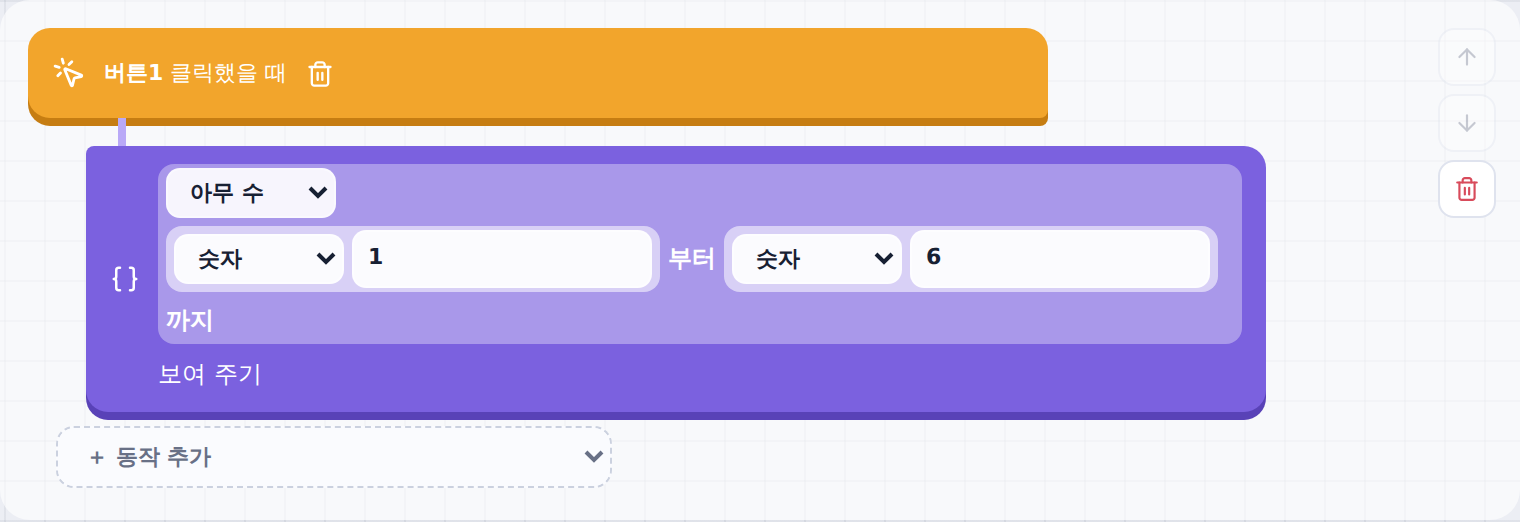 버튼1 클릭했을 때
아무 수
숫자 1 부터 숫자 6
까지
보여 주기
+ 동작 추가